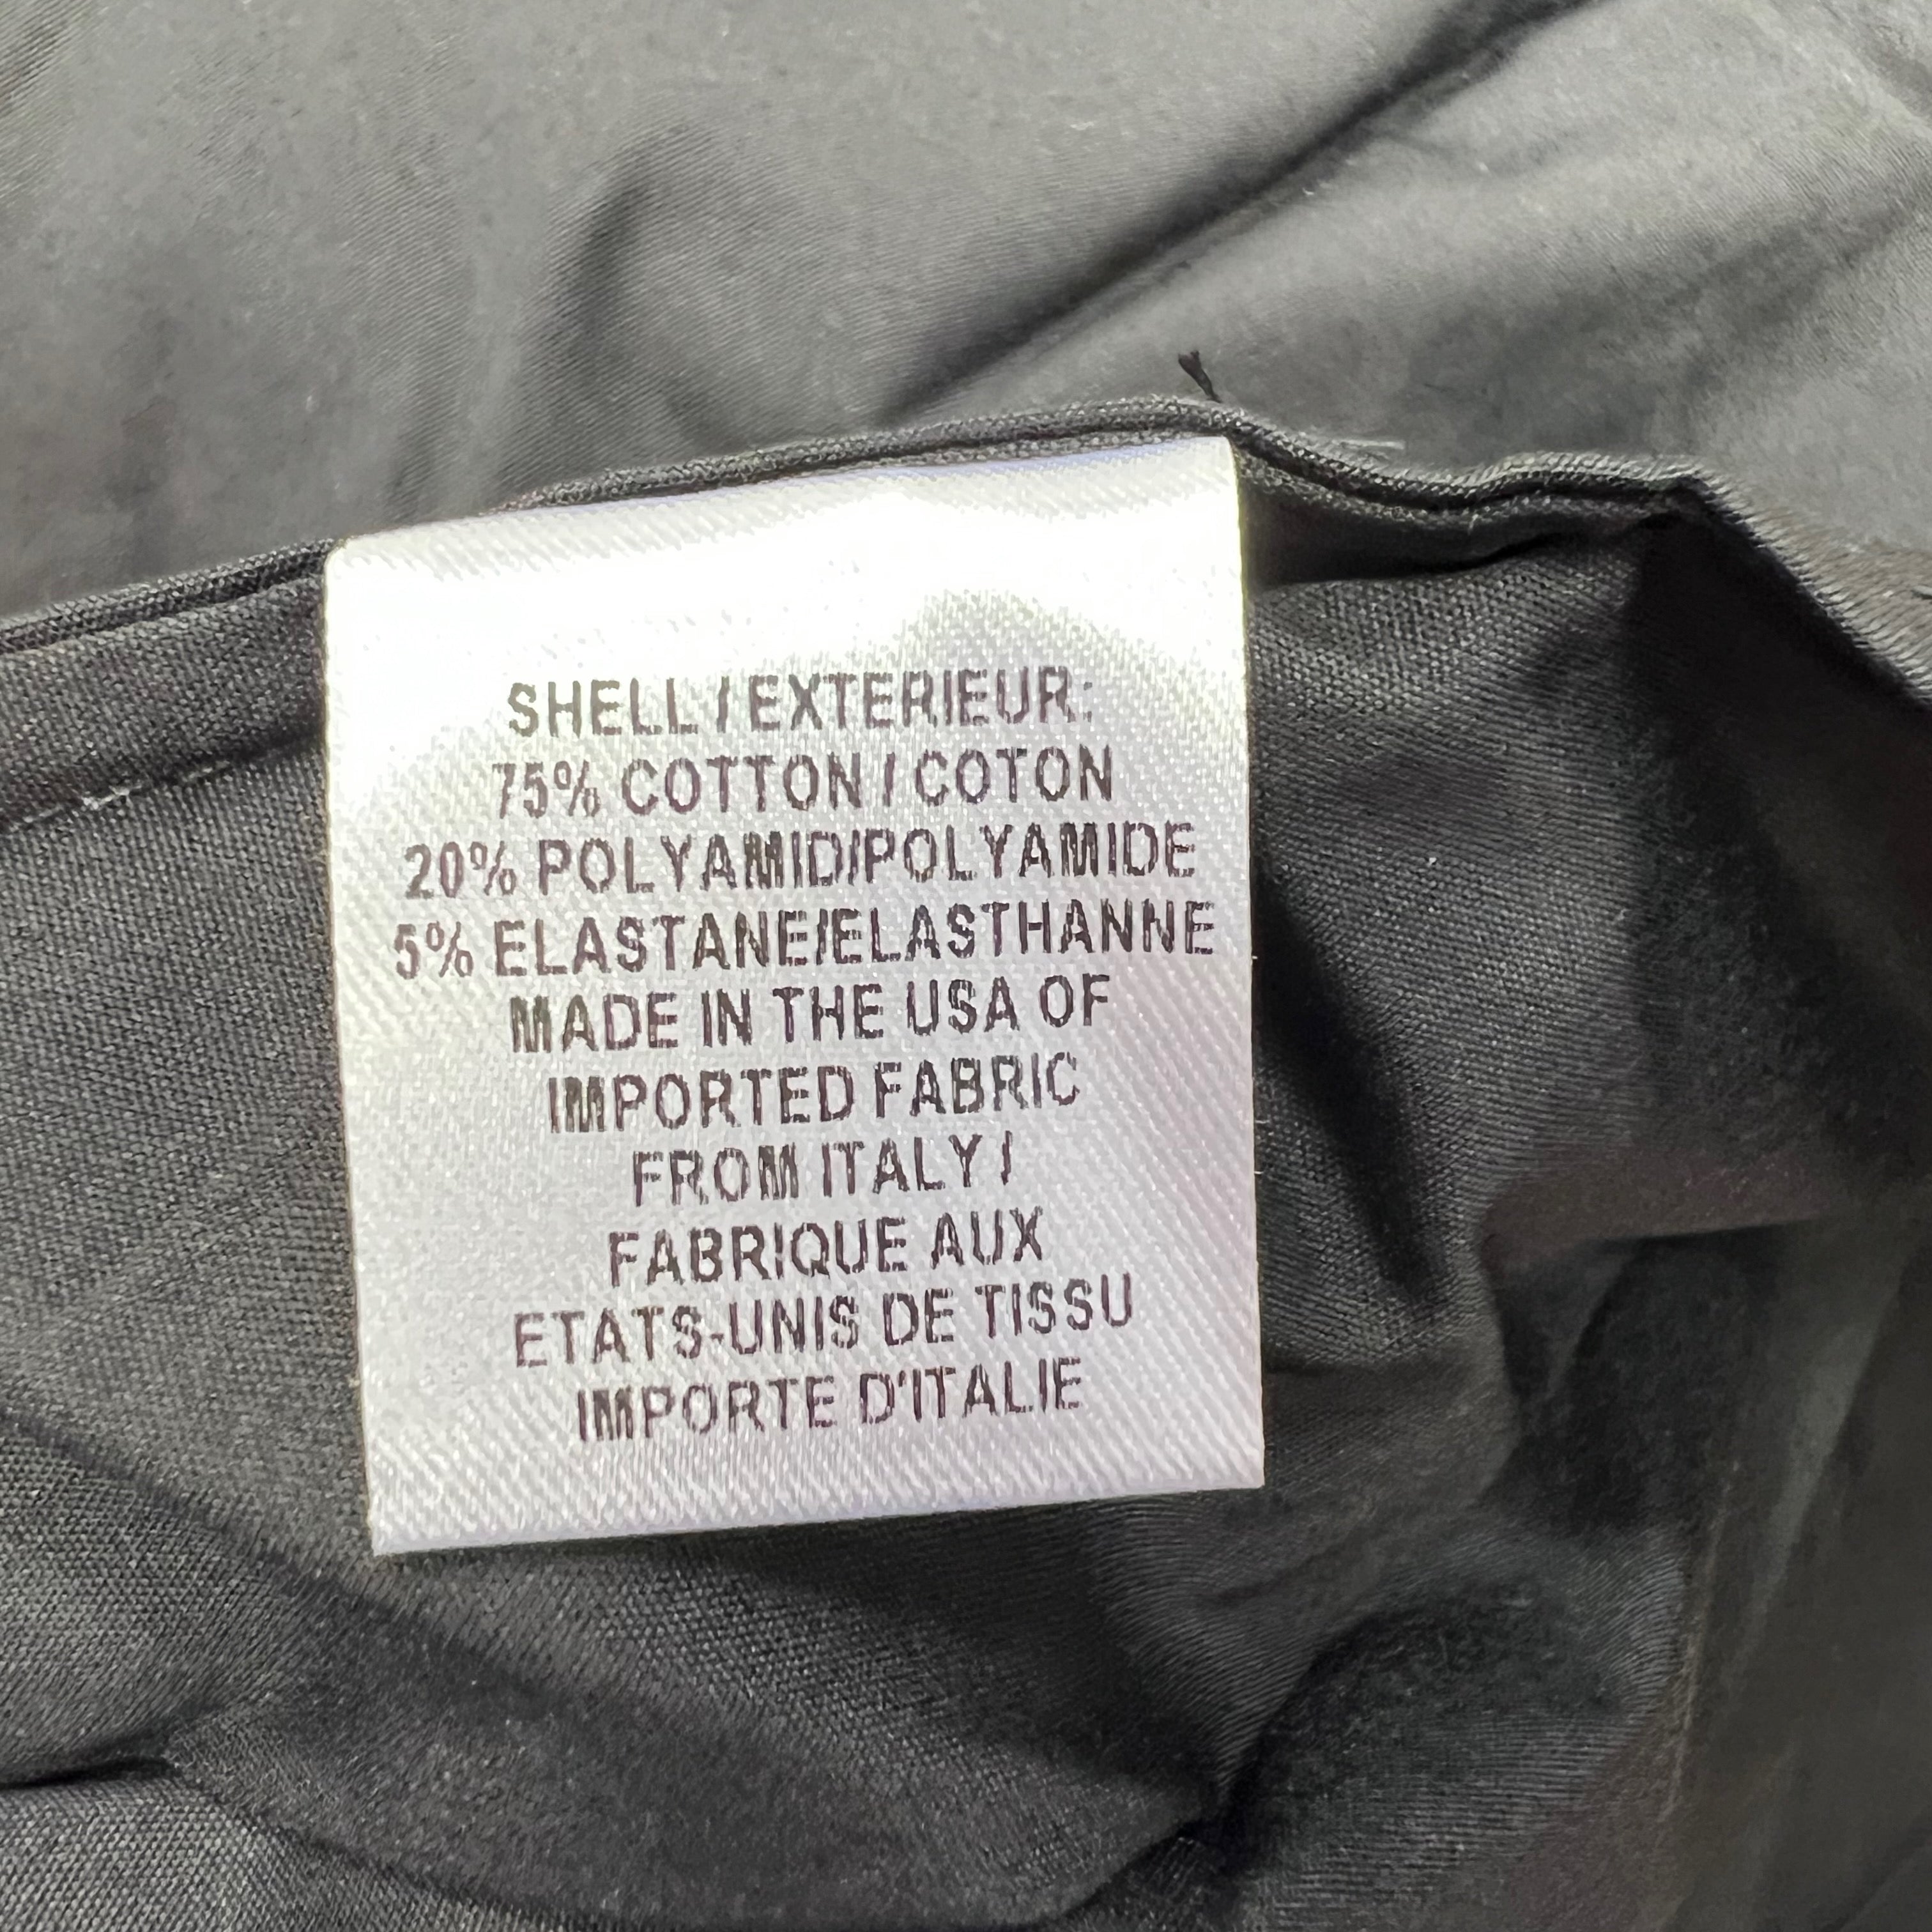 SHELL / EXTERIEUR:
75% COTTON / COTON
20% POLYAMID/POLYAMIDE
5% ELASTANE/ELASTHANNE
MADE IN THE USA OF
IMPORTED FABRIC
FROM ITALY /
FABRIQUE AUX
ETATS-UNIS DE TISSU
IMPORTE D'ITALIE